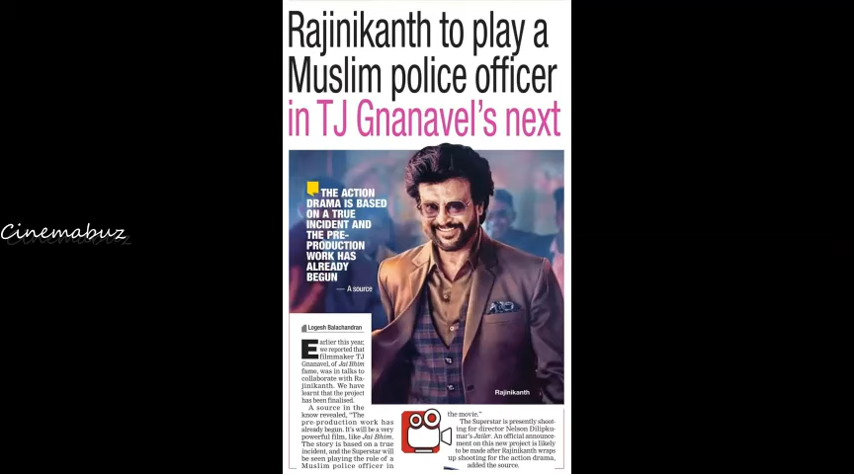 Rajinikanth to play a
Muslim police officer
in TJ Gnanavel's next
THE ACTION
DRAMA IS BASED
ON A TRUE
INCIDENT AND
THE PRE-
PRODUCTION
WORK HAS
ALREADY
BEGUN
— A source
Cinemabuz
Logesh Balachandran
Earlier this year,
we reported that
filmmaker TJ
Gnanavel, of Jai Bhim
fame, was in talks to
collaborate with Ra-
jinikanth. We have
learnt that the project
has been finalised.
A source in the
know revealed, "The
pre-production work has
already begun. It's will be a very
powerful film, like Jai Bhim.
The story is based on a true
incident, and the Superstar will
be seen playing the role of a
Muslim police officer in
Rajinikanth
the movie."
The Superstar is presently shoot-
ing for director Nelson Dilipku-
mar's Jailer. An official announce-
ment on this new project is likely
to be made after Rajinikanth wraps
up shooting for the action drama,
added the source.